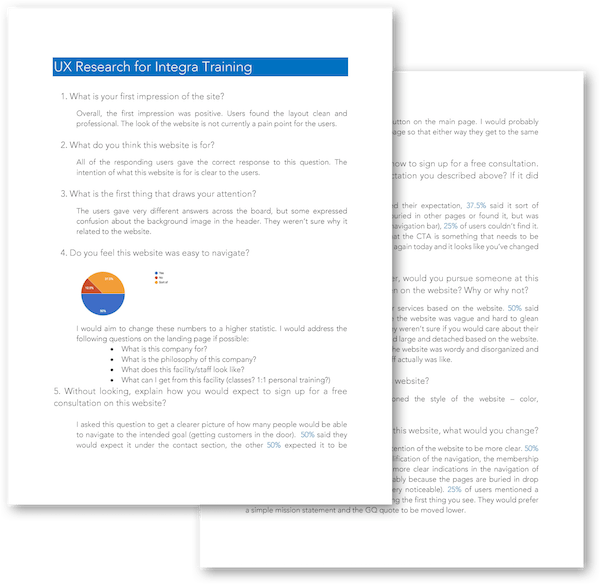 UX Research for Integra Training
1. What is your first impression of the site?
Overall, the first impression was positive. Users found the layout clean and
professional. The look of the website is not currently a pain point for the users.
2. What do you think this website is for?
All of the responding users gave the correct response to this question. The
intention of what this website is for is clear to the users.
3. What is the first thing that draws your attention?
The users gave very different answers across the board, but some expressed
confusion about the background image in the header. They weren't sure why it
related to the website.
4. Do you feel this website was easy to navigate?
Yes
No
Sort of
50%
I would aim to change these numbers to a higher statistic. I would address the
following questions on the landing page if possible:
• What is this company for?
• What is the philosophy of this company?
• What does this facility/staff look like?
• What can I get from this facility (classes? 1:1 personal training?)
5. Without looking, explain how you would expect to sign up for a free
consultation on this website?
I asked this question to get a clearer picture of how many people would be able
to navigate to the intended goal (getting customers in the door). 50% said they
would expect it under the contact section, the other 50% expected it to be
utton on the main page. I would probably
age so that either way they get to the same
now to sign up for a free consultation.
ctation you described above? If it did
ed their expectation, 37.5% said it sort of
buried in other pages or found it, but was
navigation bar), 25% of users couldn't find it.
at the CTA is something that needs to be
again today and it looks like you've changed
er, would you pursue someone at this
en on the website? Why or why not?
r services based on the website. 50% said
e the website was vague and hard to glean
ey weren't sure if you would care about their
d large and detached based on the website.
he website was wordy and disorganized and
ff actually was like.
website?
oned the style of the website – color,
this website, what would you change?
tention of the website to be more clear. 50%
lification of the navigation, the membership
more clear indications in the navigation of
ably because the pages are buried in drop
ery noticeable). 25% of users mentioned a
ng the first thing you see. They would prefer
a simple mission statement and the GQ quote to be moved lower.